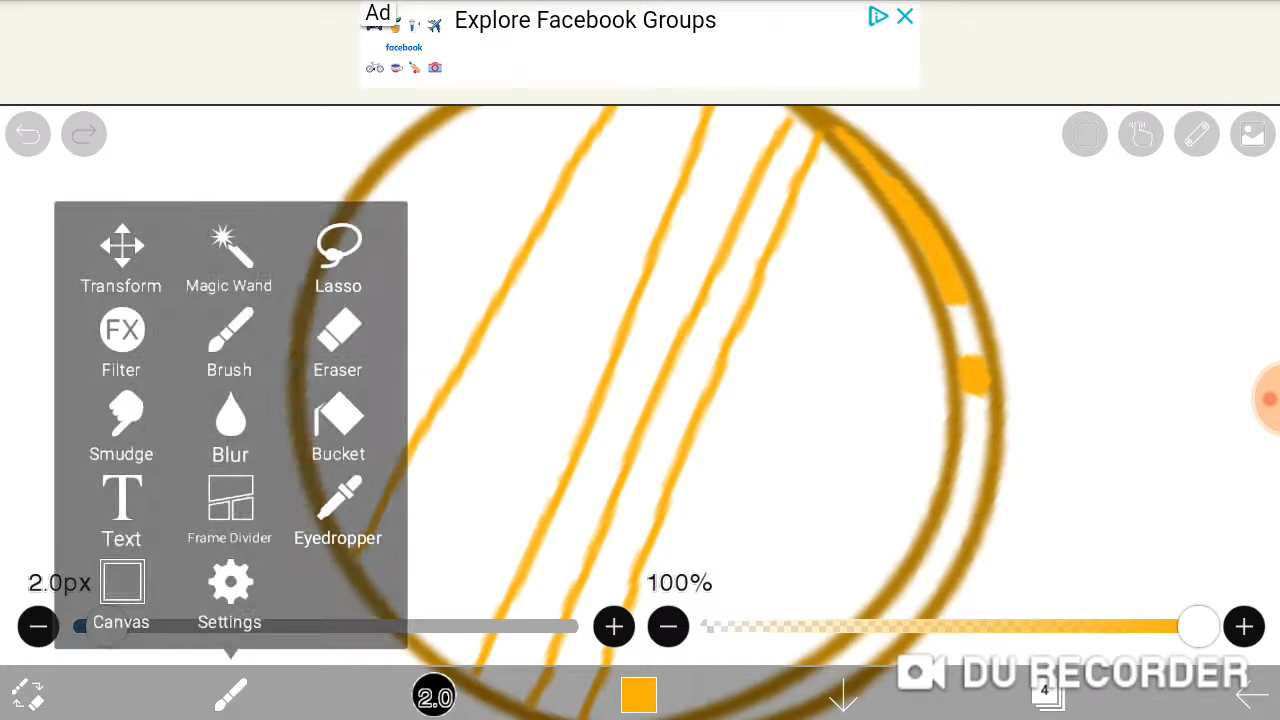 Ad
Explore Facebook Groups
facebook
Transform
Magic Wand
Lasso
FX
Filter
Brush
Eraser
Smudge
Blur
Bucket
T
Text
Frame Divider
Eyedropper
Canvas
Settings
2.0px
100%
2.0
4
DU RECORDER